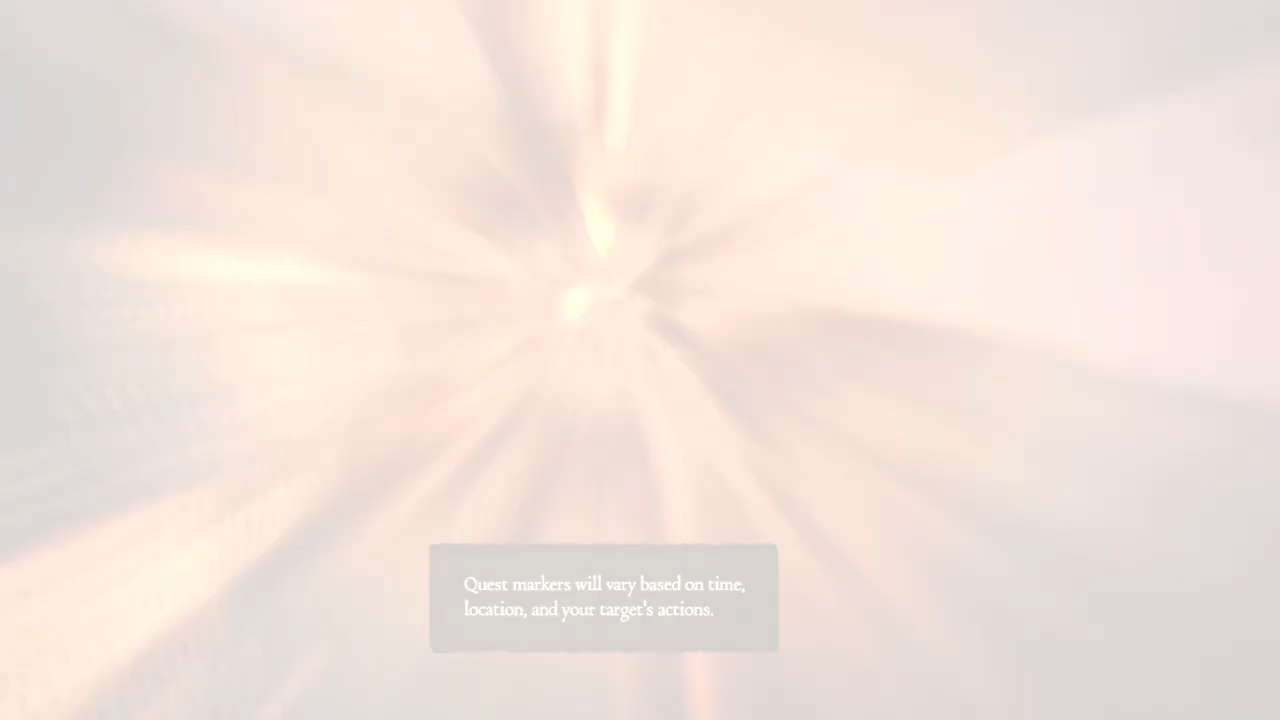 Quest markers will vary based on time,
location, and your target's actions.